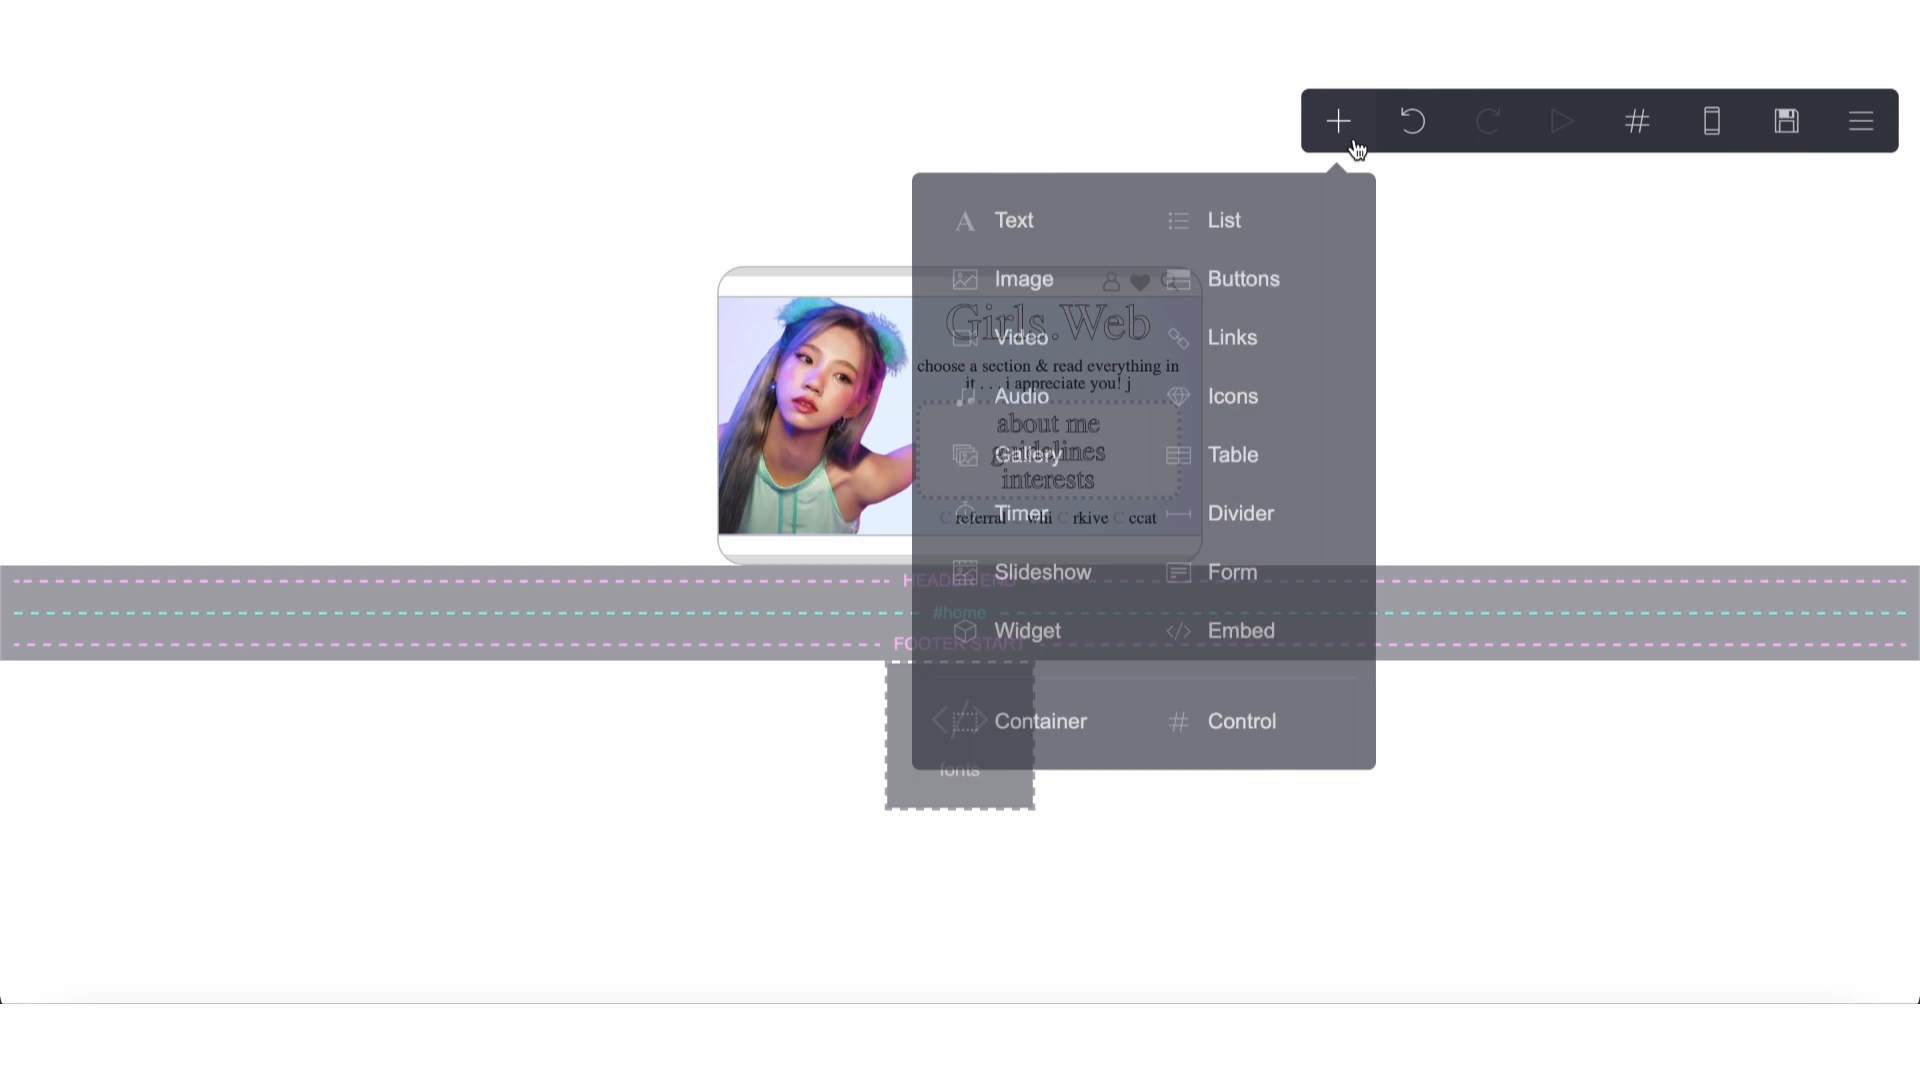 Text
List
Image
Buttons
Girls.Web
Video
Links
choose a section & read everything in
it . . . i appreciate you! j
Audio
Icons
about me
guidelines
Gallery
Table
interests
Timer
Divider
C referral C whi C rkive C ccat
HEADER END
Slideshow
Form
#home
Widget
Embed
FOOTER START
Container
Control
fonts